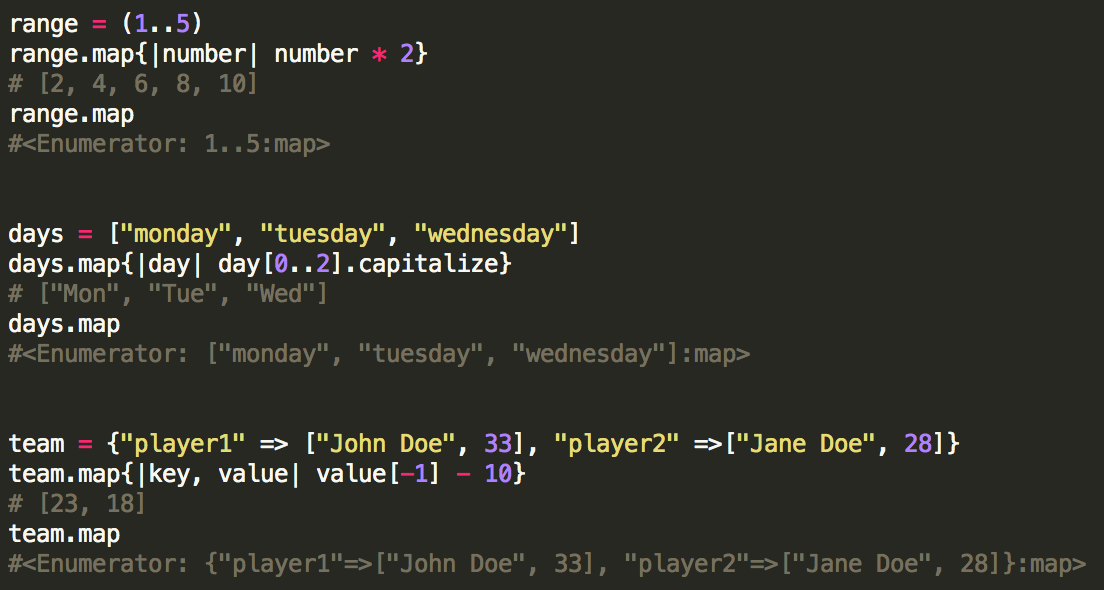 range = (1..5)
range.map{|number| number * 2}
# [2, 4, 6, 8, 10]
range.map
#<Enumerator: 1..5:map>
days = ["monday", "tuesday", "wednesday"]
days.map{|day| day[0..2].capitalize}
# ["Mon", "Tue", "Wed"]
days.map
#<Enumerator: ["monday", "tuesday", "wednesday"]:map>
team = {"player1" => ["John Doe", 33], "player2" =>["Jane Doe", 28]}
team.map{|key, value| value[-1] - 10}
# [23, 18]
team.map
#<Enumerator: {"player1"=>["John Doe", 33], "player2"=>["Jane Doe", 28]}:map>